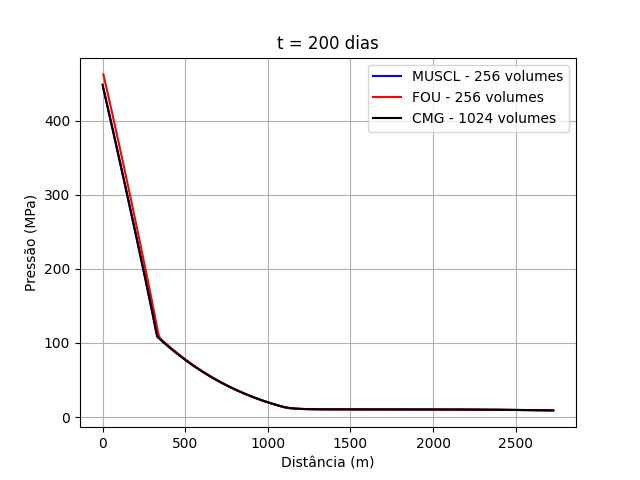 t = 200 dias
MUSCL - 256 volumes
FOU - 256 volumes
CMG - 1024 volumes
Pressão (MPa)
400
300
200
100
0
0 500 1000 1500 2000 2500
Distância (m)